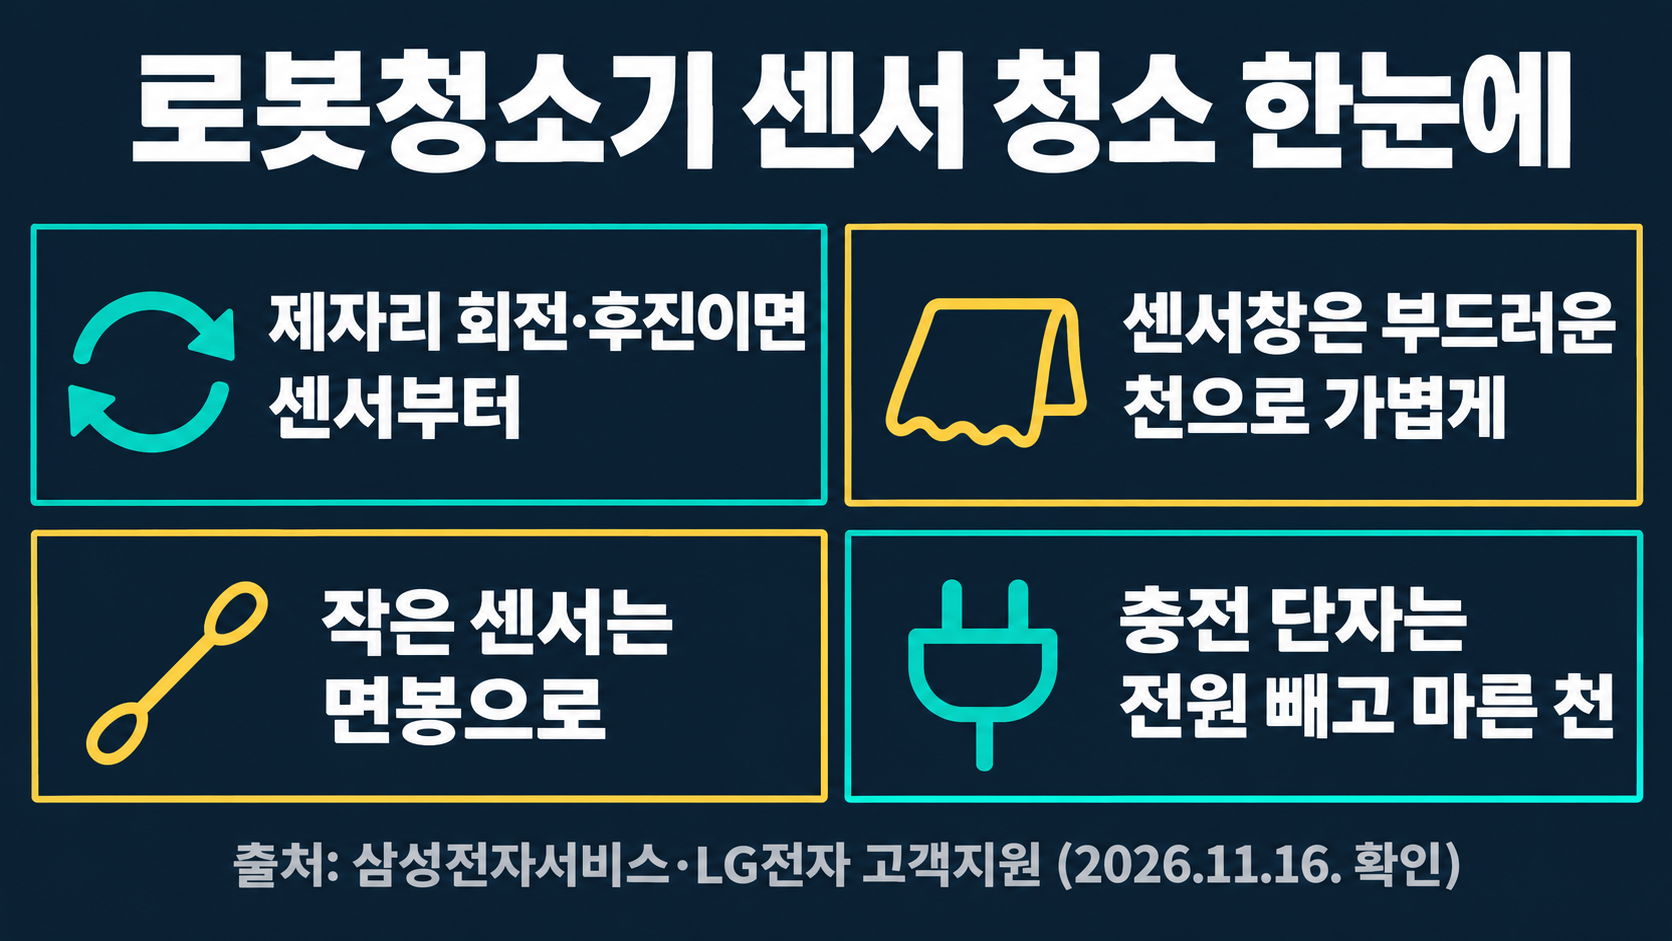 로봇청소기 센서 청소 한눈에
제자리 회전·후진이면
센서부터
센서창은 부드러운
천으로 가볍게
작은 센서는
면봉으로
충전 단자는
전원 빼고 마른 천
출처: 삼성전자서비스·LG전자 고객지원 (2026.11.16. 확인)